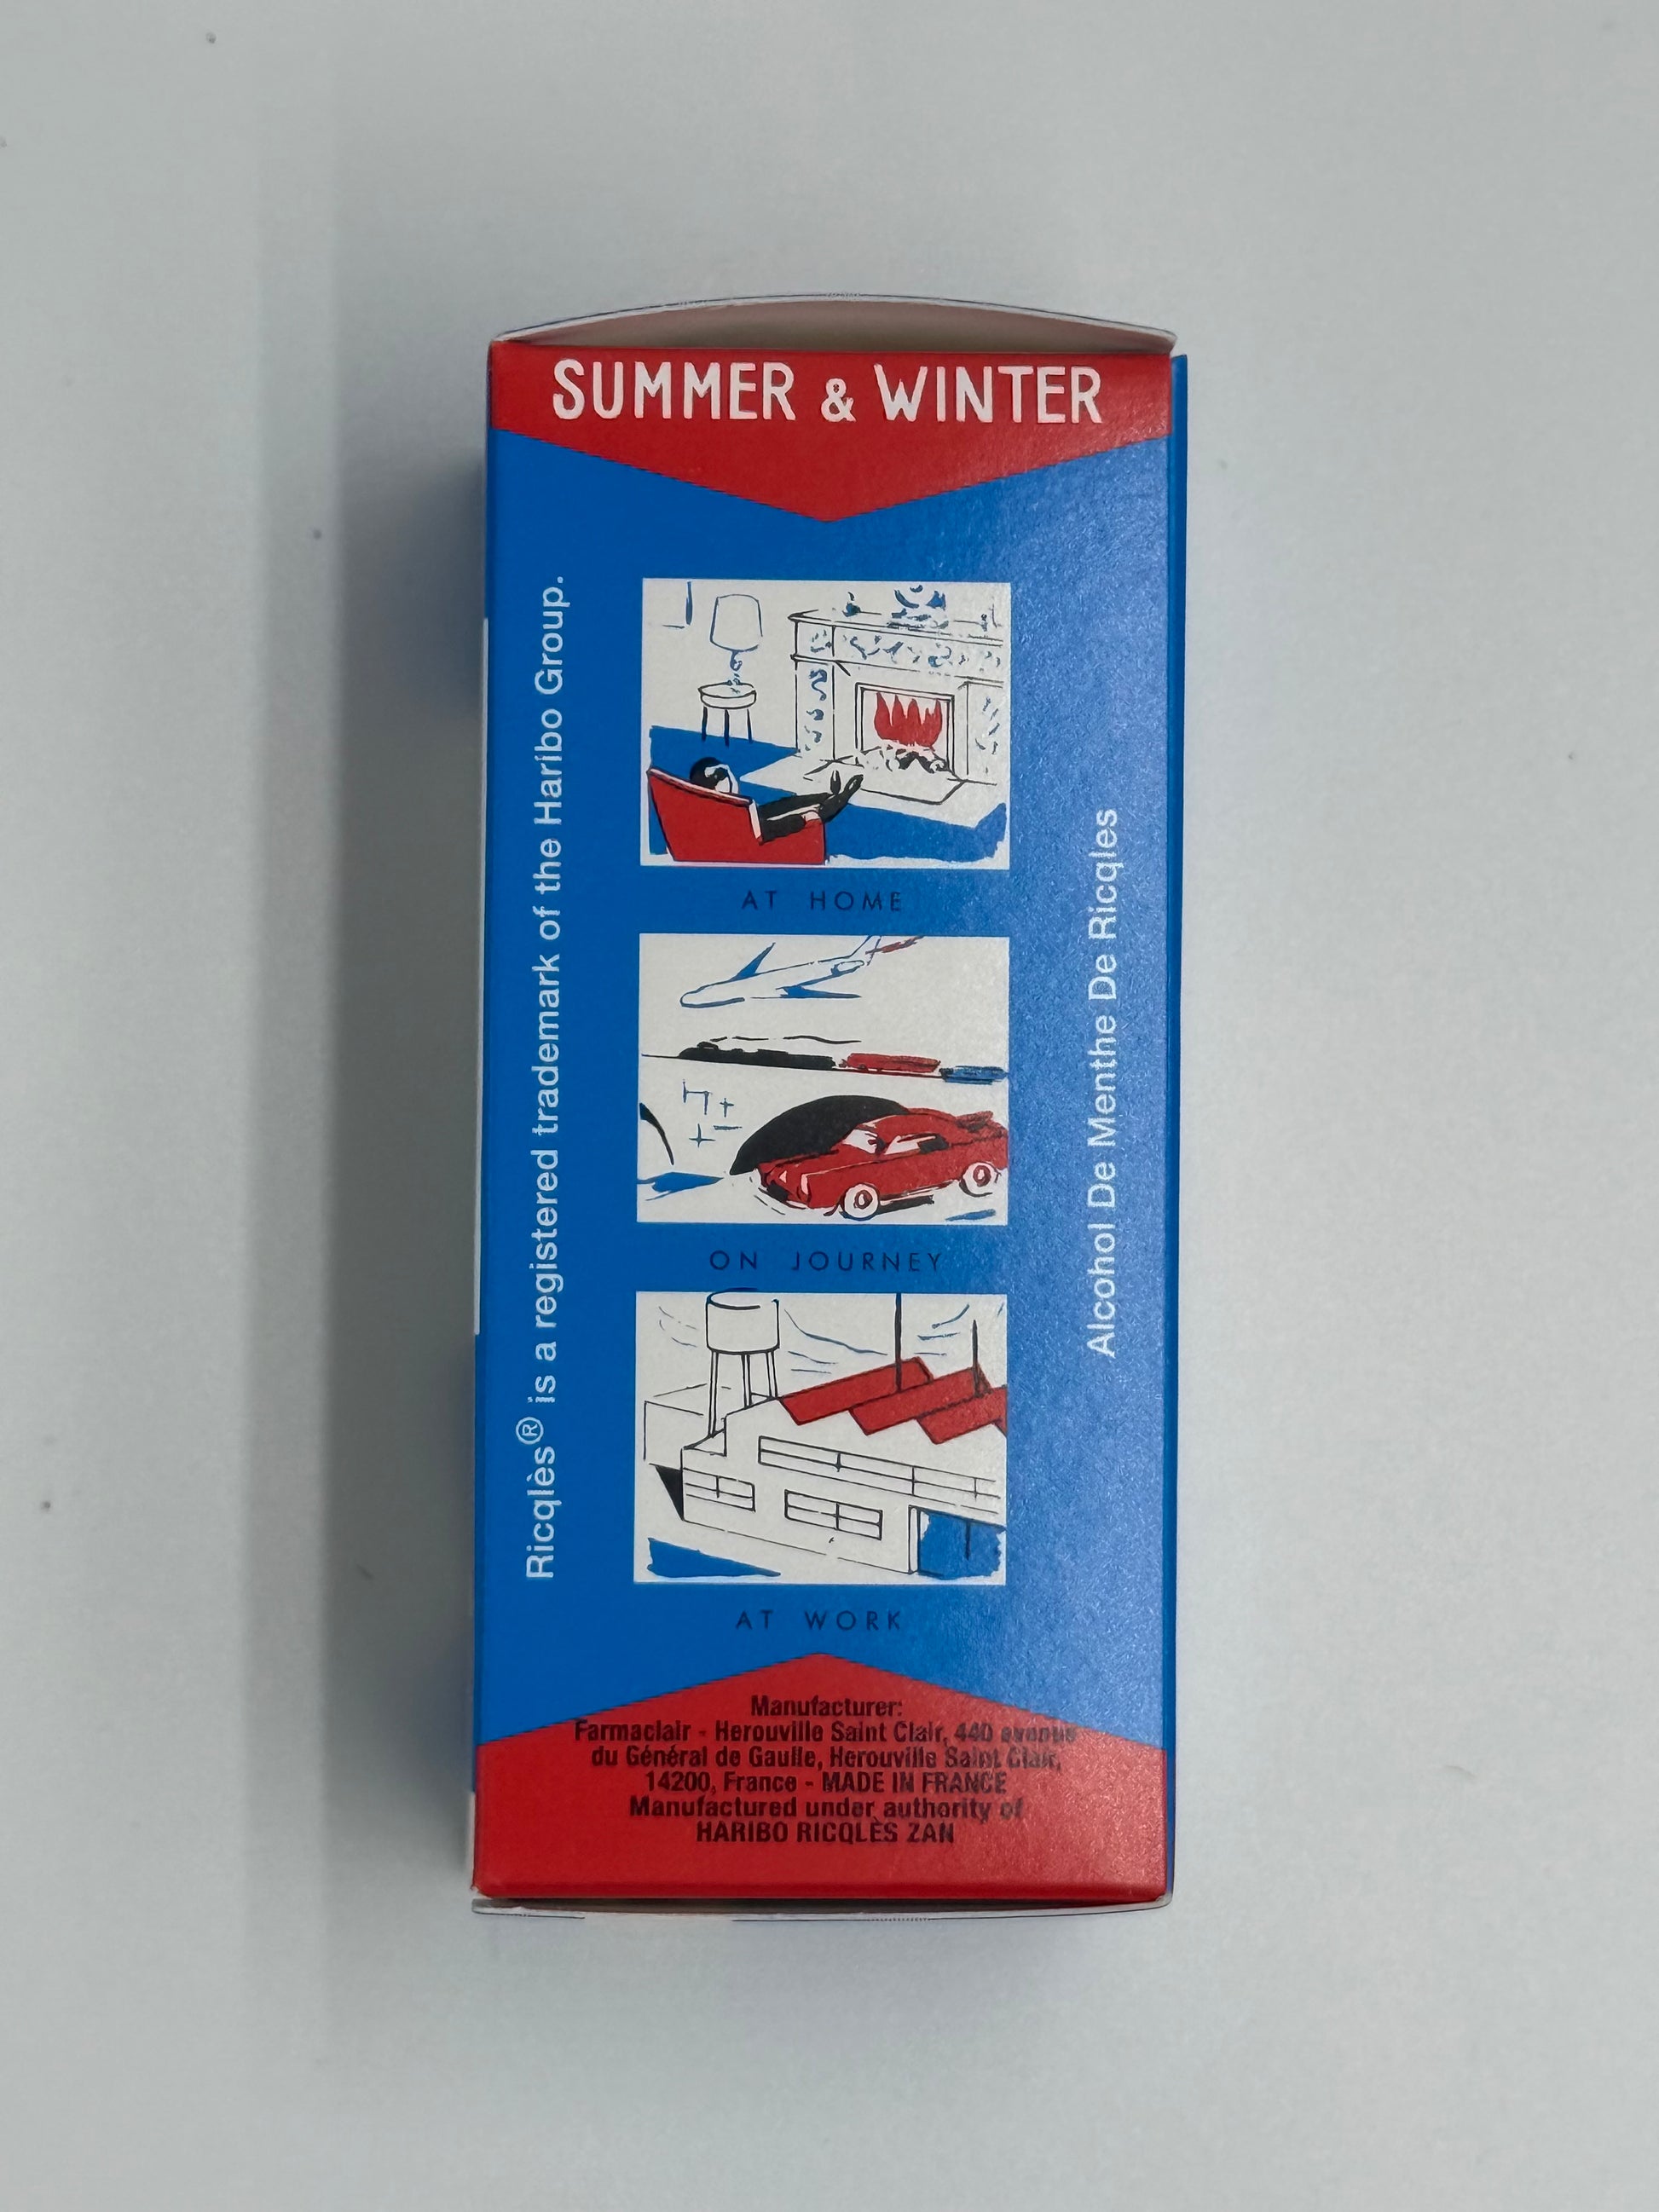 SUMMER & WINTER
Ricqlès® is a registered trademark of the Haribo Group.
AT HOME
ON JOURNEY
AT WORK
Alcohol De Menthe De Ricqles
Manufacturer:
Farmaclair - Herouville Saint Clair, 440 avenue
du Général de Gaulle, Herouville Saint Clair,
14200, France - MADE IN FRANCE
Manufactured under authority of
HARIBO RICQLÈS ZAN